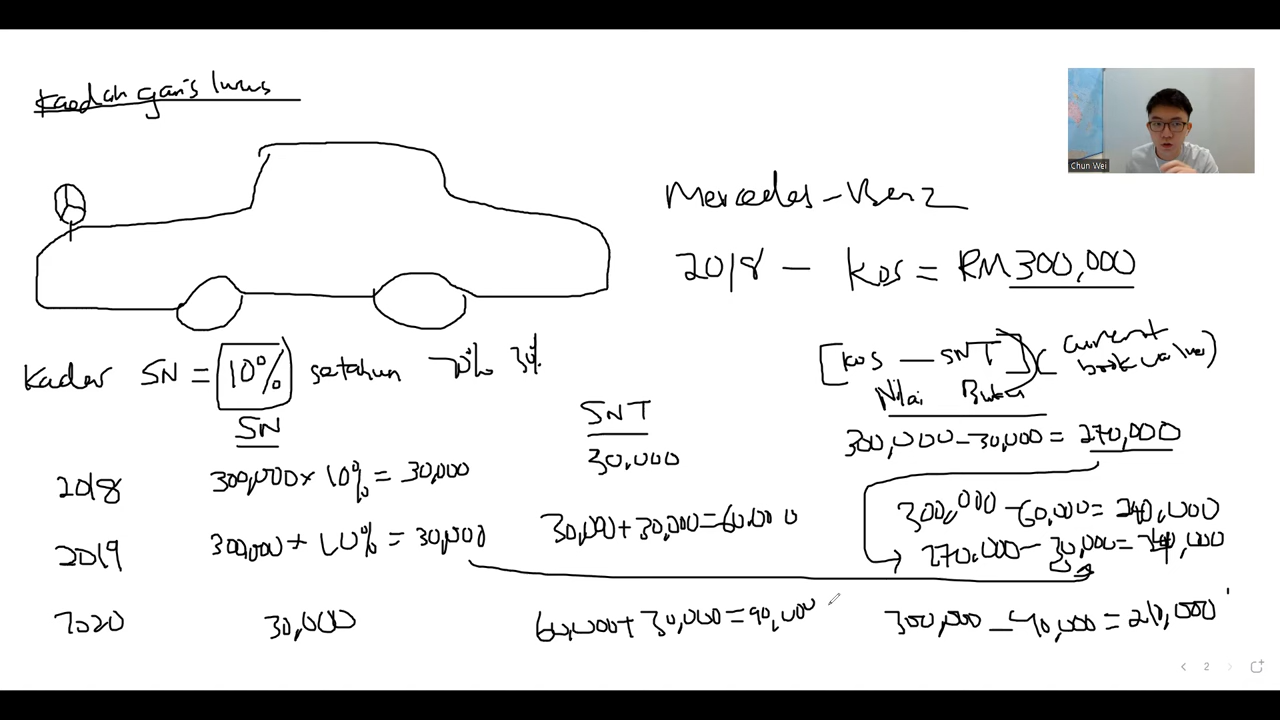 Kaedah garis lurus
Chun Wei
Mercedes-Benz
2018 - kos = RM300,000
Kadar SN = 10% setahun 70% 30%
[kos - SNT] (current book value)
Nilai Buku
SN
SNT
30,000
300,000 - 30,000 = 270,000
2018 300,000 x 10% = 30,000
300,000 - 60,000 = 240,000
2019 300,000 x 10% = 30,000 30,000 + 30,000 = 60,000
270,000 - 30,000 = 240,000
2020 30,000 60,000 + 30,000 = 90,000 300,000 - 90,000 = 210,000
2